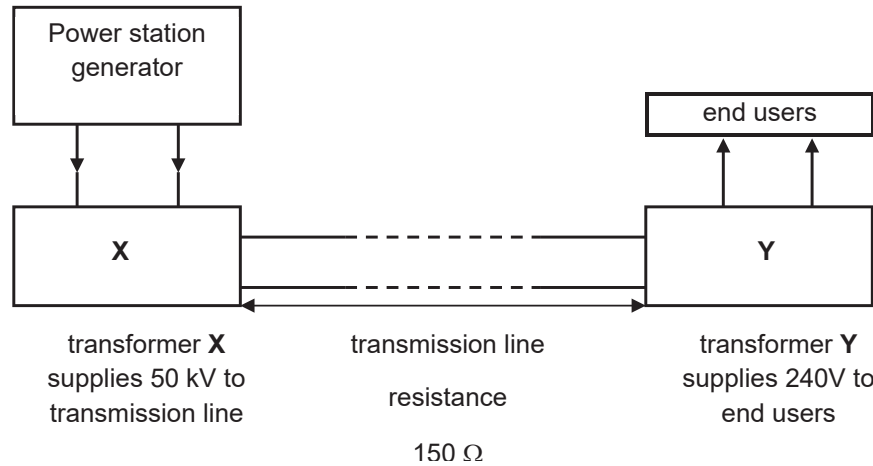 Power station
generator
end users
X
Y
transformer X
supplies 50 kV to
transmission line
transmission line
resistance
150 Ω
transformer Y
supplies 240V to
end users